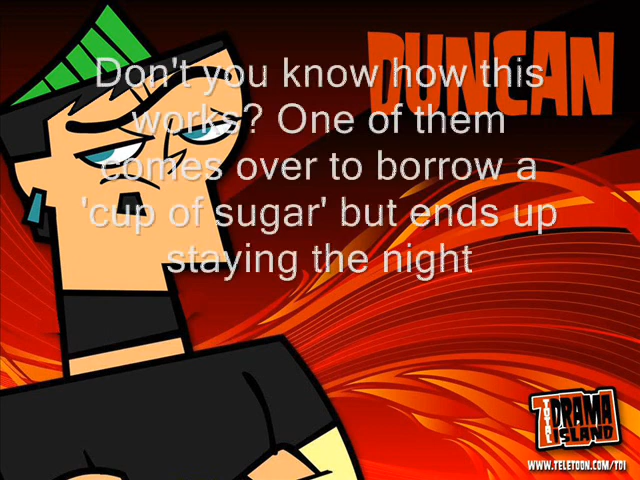 DUNCAN
Don't you know how this
works? One of them
comes over to borrow a
'cup of sugar' but ends up
staying the night
TOTAL
DRAMA
ISLAND
WWW.TELETOON.COM/TDI